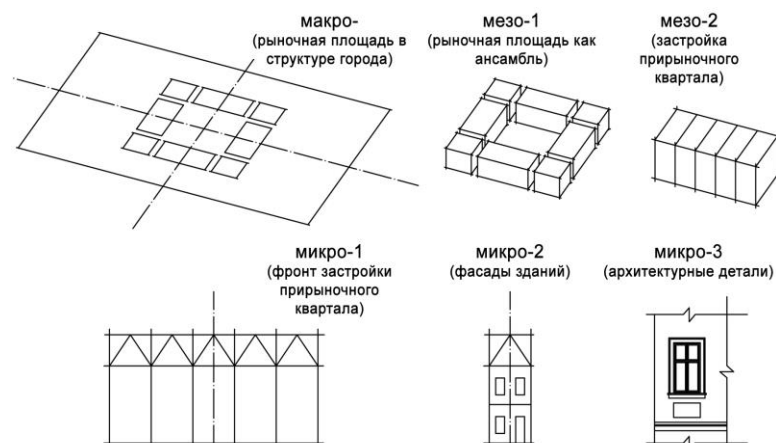 макро-
(рыночная площадь в
структуре города)
мезо-1
(рыночная площадь как
ансамбль)
мезо-2
(застройка
прирыночного
квартала)
микро-1
(фронт застройки
прирыночного
квартала)
микро-2
(фасады зданий)
микро-3
(архитектурные детали)